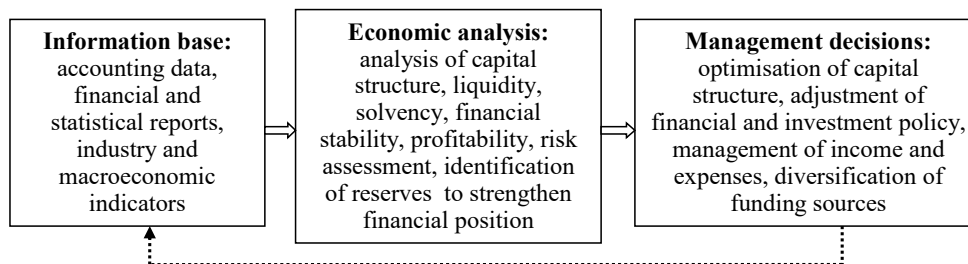 Information base:
accounting data,
financial and
statistical reports,
industry and
macroeconomic
indicators
Economic analysis:
analysis of capital
structure, liquidity,
solvency, financial
stability, profitability, risk
assessment, identification
of reserves to strengthen
financial position
Management decisions:
optimisation of capital
structure, adjustment of
financial and investment policy,
management of income and
expenses, diversification of
funding sources